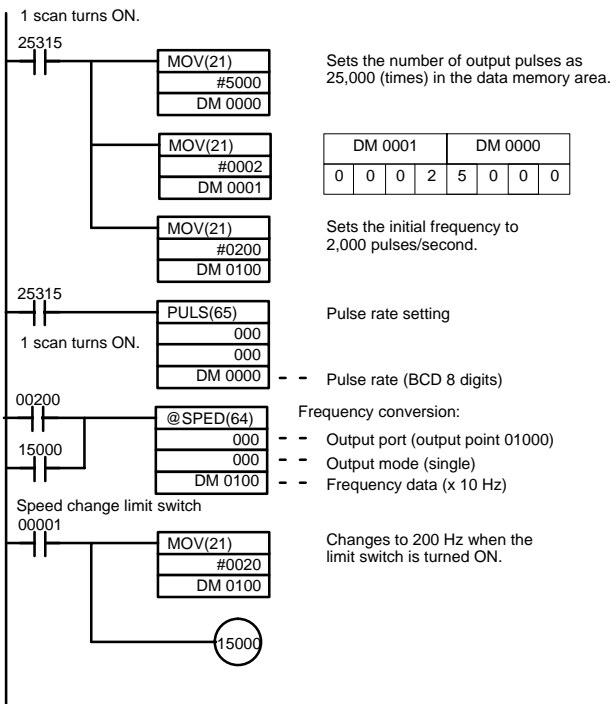 1 scan turns ON.
25315
MOV(21)
#5000
DM 0000
Sets the number of output pulses as
25,000 (times) in the data memory area.
MOV(21)
#0002
DM 0001
DM 0001 DM 0000
0 0 0 2 5 0 0 0
MOV(21)
#0200
DM 0100
Sets the initial frequency to
2,000 pulses/second.
25315
1 scan turns ON.
PULS(65)
000
000
DM 0000
Pulse rate setting
Pulse rate (BCD 8 digits)
00200
15000
@SPED(64)
000
000
DM 0100
Frequency conversion:
Output port (output point 01000)
Output mode (single)
Frequency data (x 10 Hz)
Speed change limit switch
00001
MOV(21)
#0020
DM 0100
Changes to 200 Hz when the
limit switch is turned ON.
15000